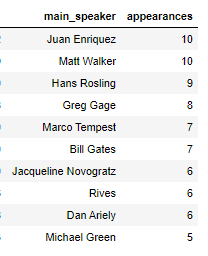 main_speaker appearances
Juan Enriquez 10
Matt Walker 10
Hans Rosling 9
Greg Gage 8
Marco Tempest 7
Bill Gates 7
Jacqueline Novogratz 6
Rives 6
Dan Ariely 6
Michael Green 5